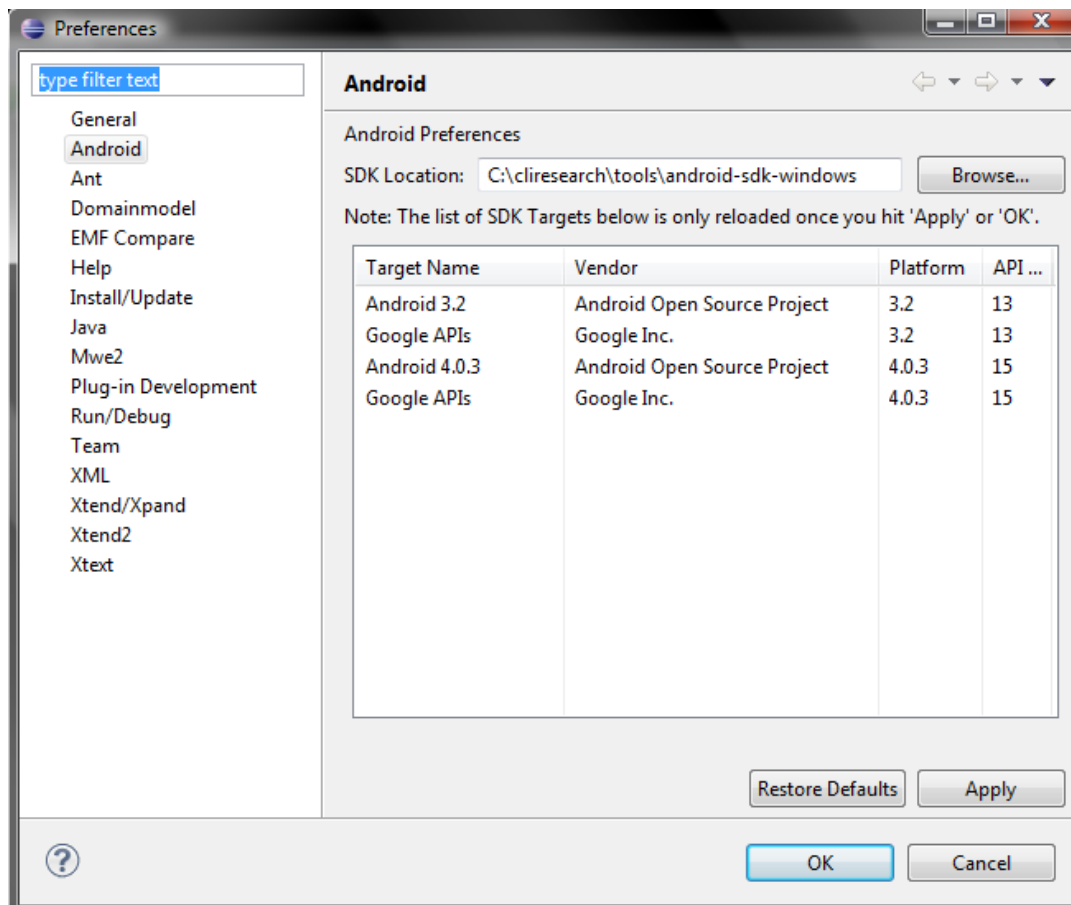 Preferences
type filter text
General
Android
Ant
Domainmodel
EMF Compare
Help
Install/Update
Java
Mwe2
Plug-in Development
Run/Debug
Team
XML
Xtend/Xpand
Xtend2
Xtext
Android
Android Preferences
SDK Location: C:\cliresearch\tools\android-sdk-windows Browse...
Note: The list of SDK Targets below is only reloaded once you hit 'Apply' or 'OK'.
Target Name Vendor Platform API ...
Android 3.2 Android Open Source Project 3.2 13
Google APIs Google Inc. 3.2 13
Android 4.0.3 Android Open Source Project 4.0.3 15
Google APIs Google Inc. 4.0.3 15
Restore Defaults Apply
? OK Cancel